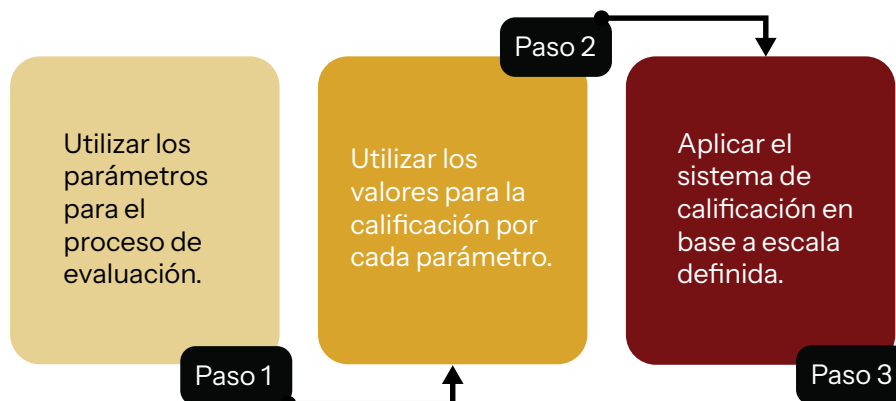 Utilizar los
parámetros
para el
proceso de
evaluación.
Paso 1
Utilizar los
valores para la
calificación por
cada parámetro.
Paso 2
Aplicar el
sistema de
calificación en
base a escala
definida.
Paso 3